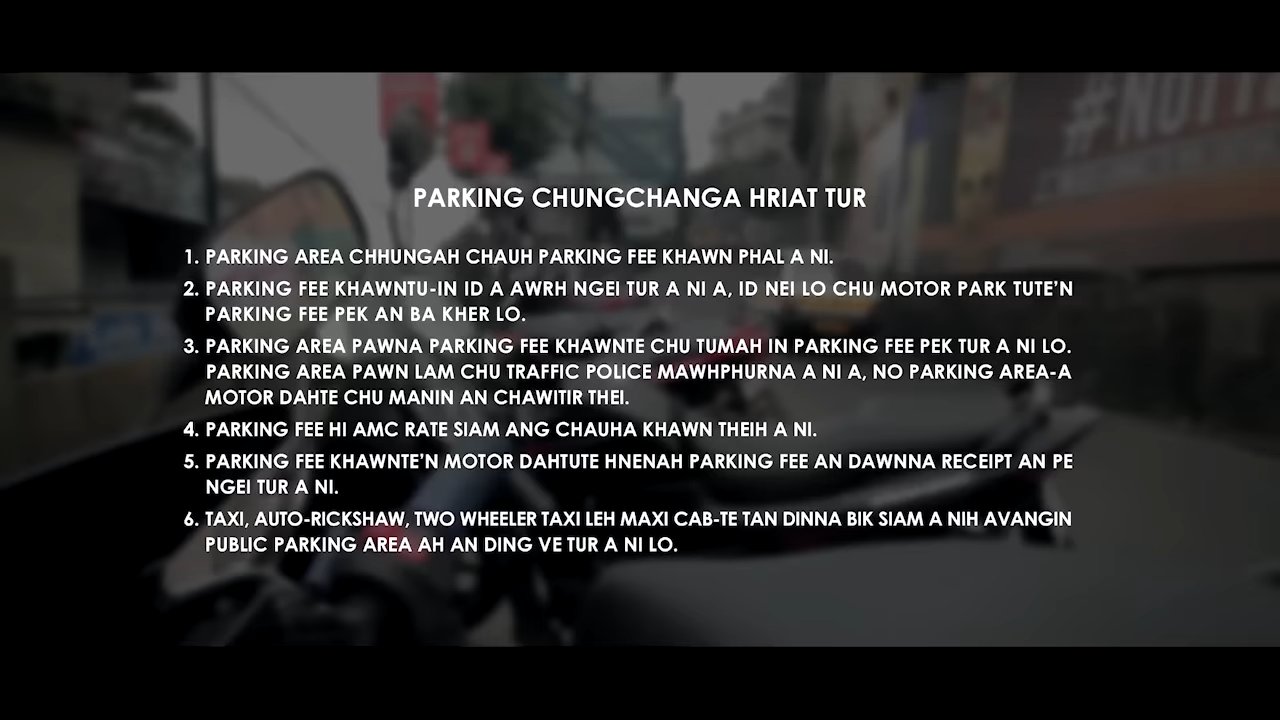 PARKING CHUNGCHANGA HRIAT TUR
1. PARKING AREA CHHUNGAH CHAUH PARKING FEE KHAWN PHAL A NI.
2. PARKING FEE KHAWNTU-IN ID A AWRH NGEI TUR A NI A, ID NEI LO CHU MOTOR PARK TUTE’N
PARKING FEE PEK AN BA KHER LO.
3. PARKING AREA PAWNA PARKING FEE KHAWNTE CHU TUMAH IN PARKING FEE PEK TUR A NI LO.
PARKING AREA PAWN LAM CHU TRAFFIC POLICE MAWHPHURNA A NI A, NO PARKING AREA-A
MOTOR DAHTE CHU MANIN AN CHAWITIR THEI.
4. PARKING FEE HI AMC RATE SIAM ANG CHAUHA KHAWN THEIH A NI.
5. PARKING FEE KHAWNTE’N MOTOR DAHTUTE HNENAH PARKING FEE AN DAWNNA RECEIPT AN PE
NGEI TUR A NI.
6. TAXI, AUTO-RICKSHAW, TWO WHEELER TAXI LEH MAXI CAB-TE TAN DINNA BIK SIAM A NIH AVANGIN
PUBLIC PARKING AREA AH AN DING VE TUR A NI LO.